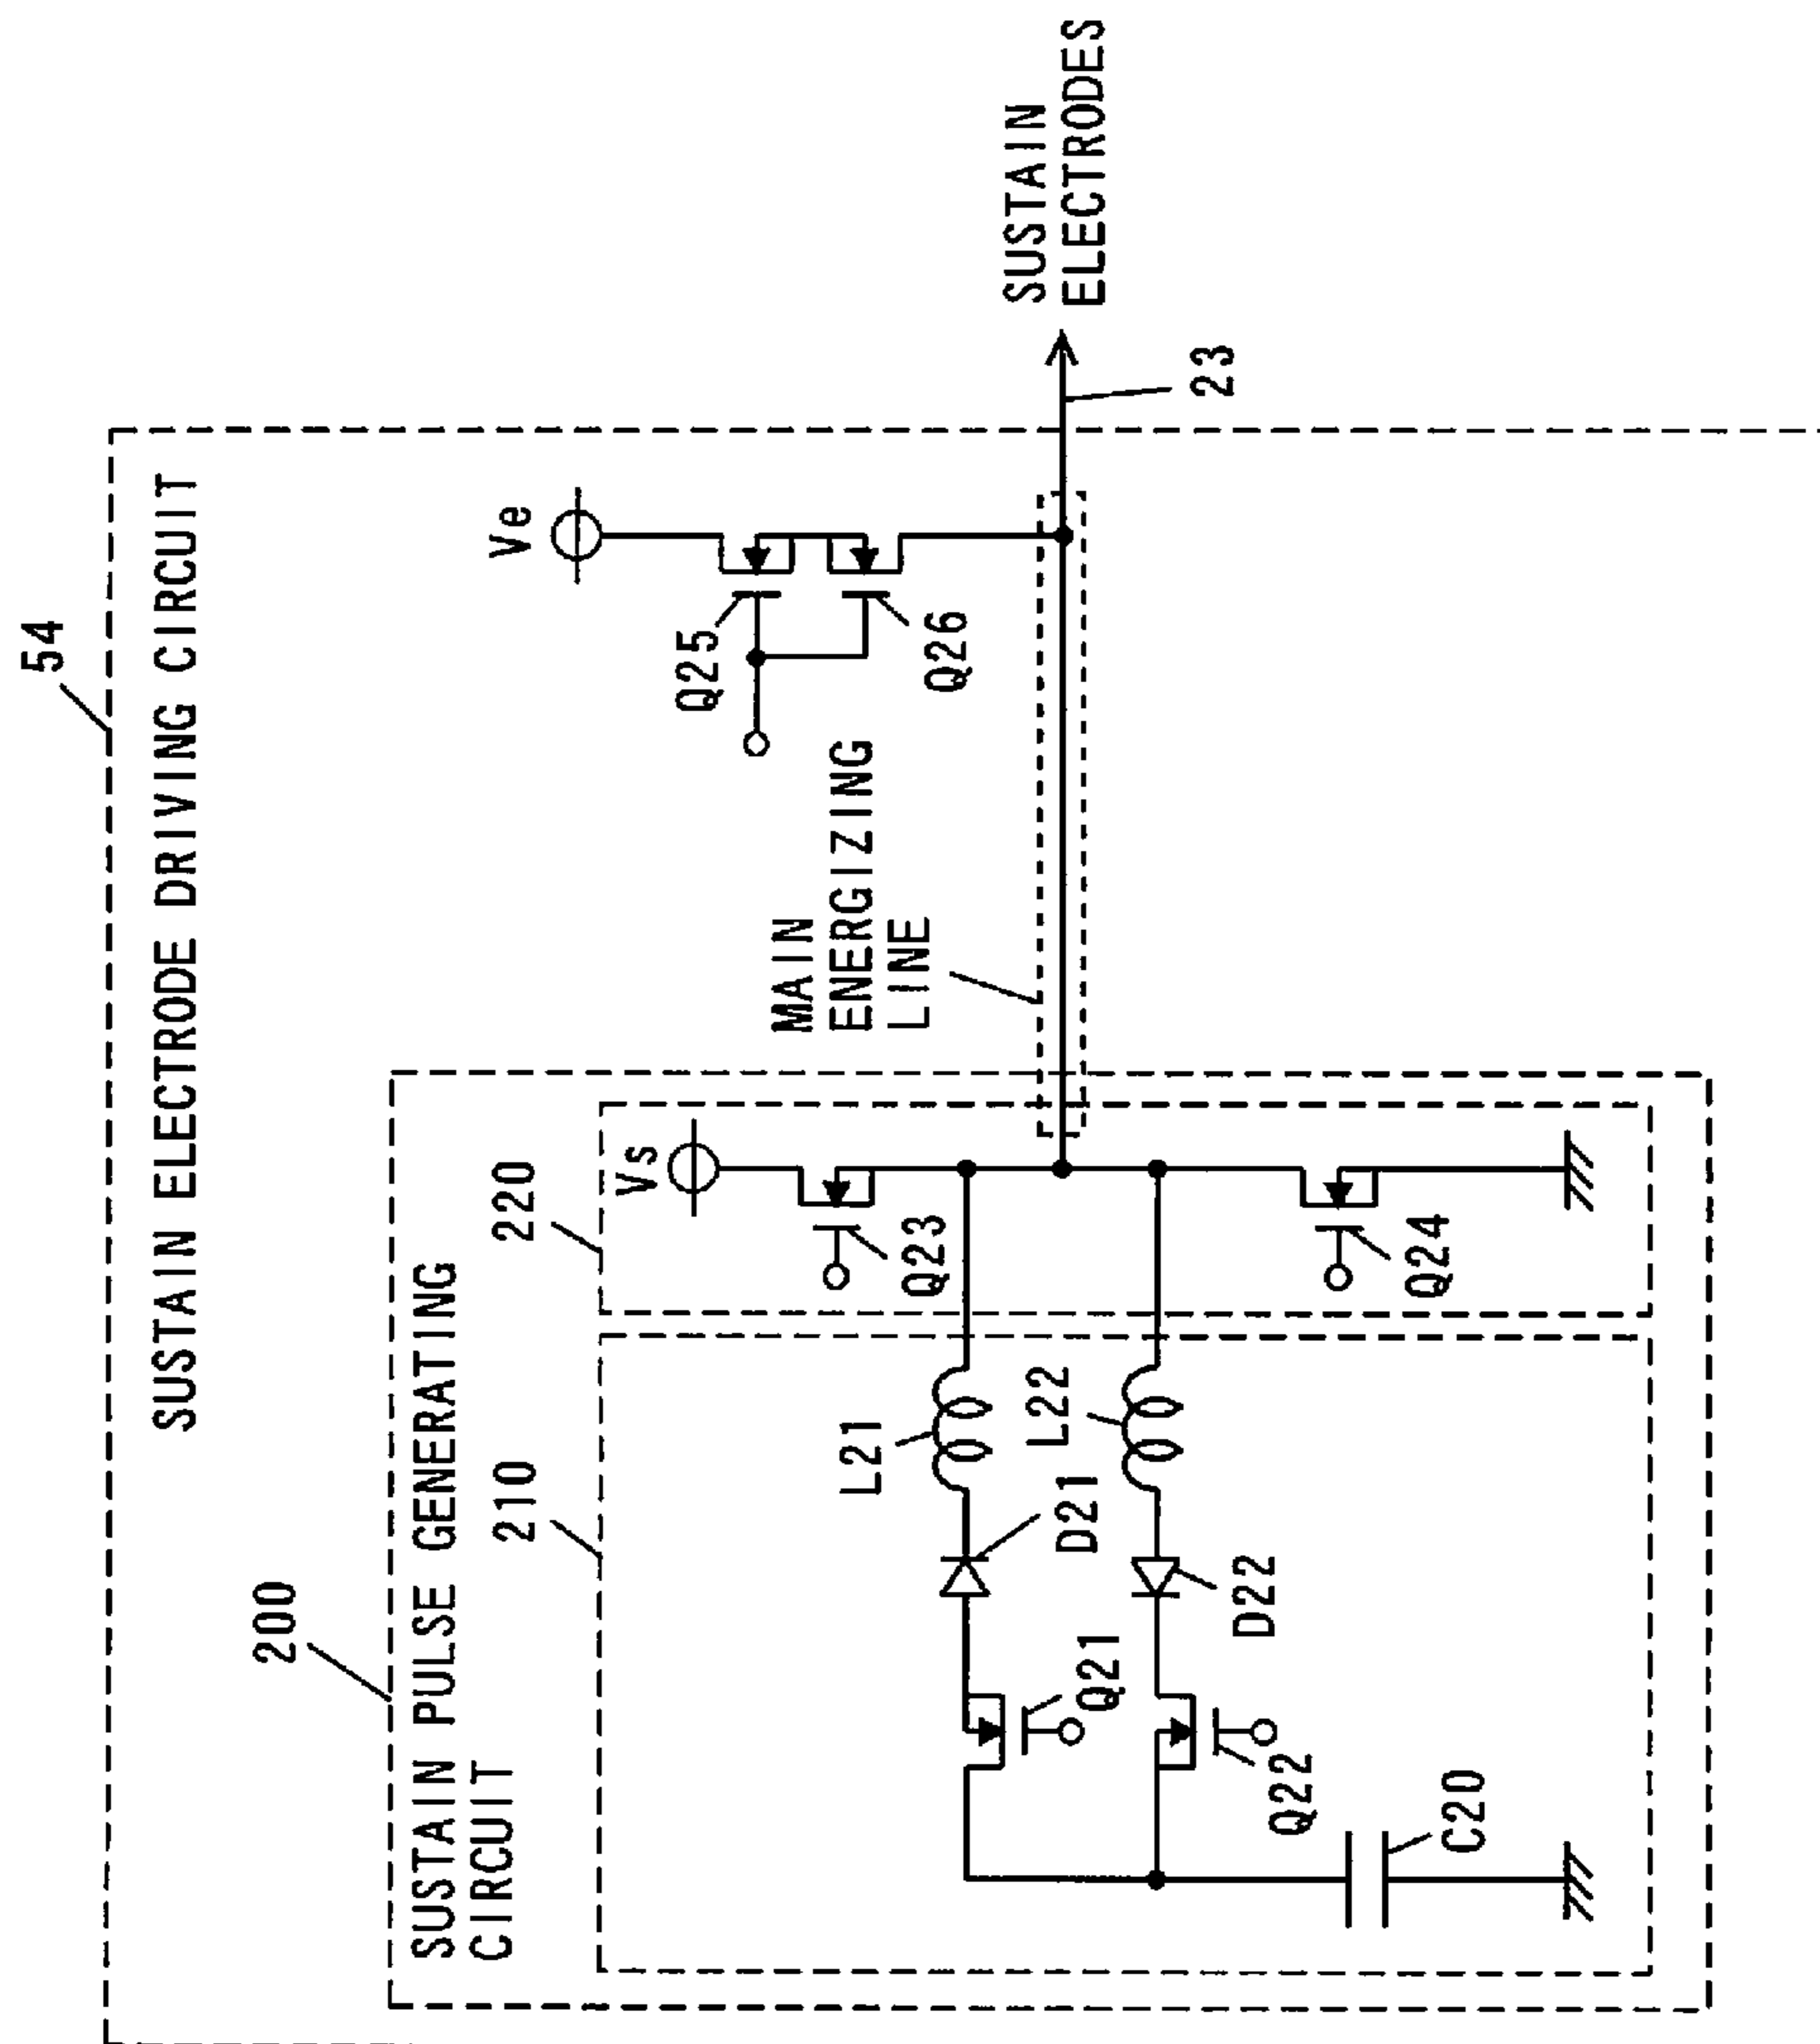 54
SUSTAIN ELECTRODE DRIVING CIRCUIT
200
SUSTAIN PULSE GENERATING
CIRCUIT
210
220
Vs
Ve
Q25
Q26
MAIN
ENERGIZING
LINE
SUSTAIN
ELECTRODES
23
L21
Q23
D21
L22
Q21
D22
Q22
Q24
C20